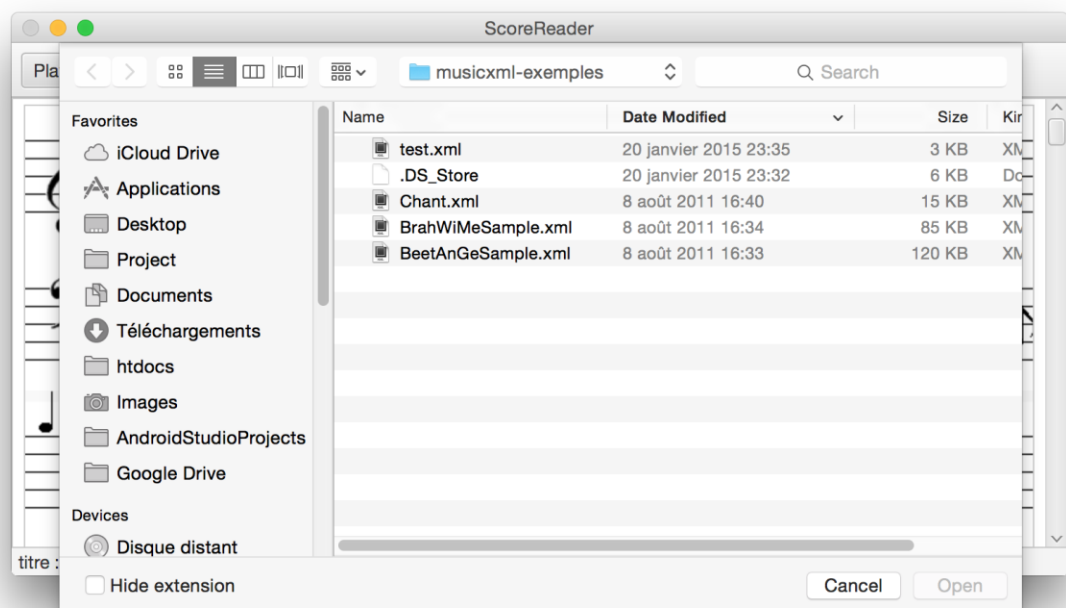 ScoreReader
Pla
musicxml-exemples
Search
Favorites
iCloud Drive
Applications
Desktop
Project
Documents
Téléchargements
htdocs
Images
AndroidStudioProjects
Google Drive
Devices
Disque distant
Name Date Modified Size Kin
test.xml 20 janvier 2015 23:35 3 KB XM
.DS_Store 20 janvier 2015 23:32 6 KB Do
Chant.xml 8 août 2011 16:40 15 KB XM
BrahWiMeSample.xml 8 août 2011 16:34 85 KB XM
BeetAnGeSample.xml 8 août 2011 16:33 120 KB XM
titre :
Hide extension
Cancel Open